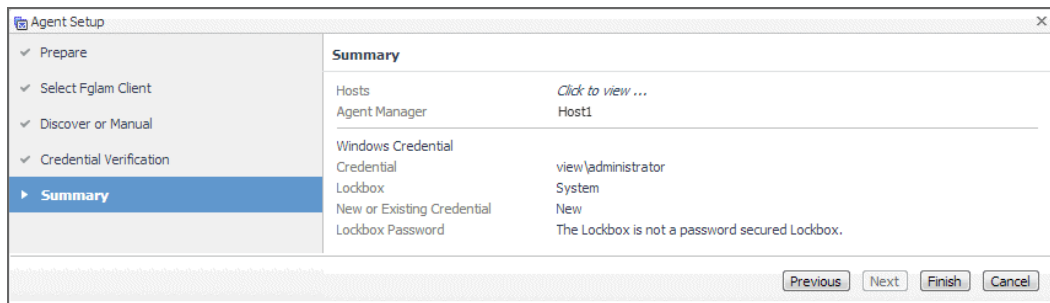 Agent Setup
Prepare
Select Fglam Client
Discover or Manual
Credential Verification
Summary
Summary
Hosts Click to view ...
Agent Manager Host1
Windows Credential
Credential view\administrator
Lockbox System
New or Existing Credential New
Lockbox Password The Lockbox is not a password secured Lockbox.
Previous Next Finish Cancel